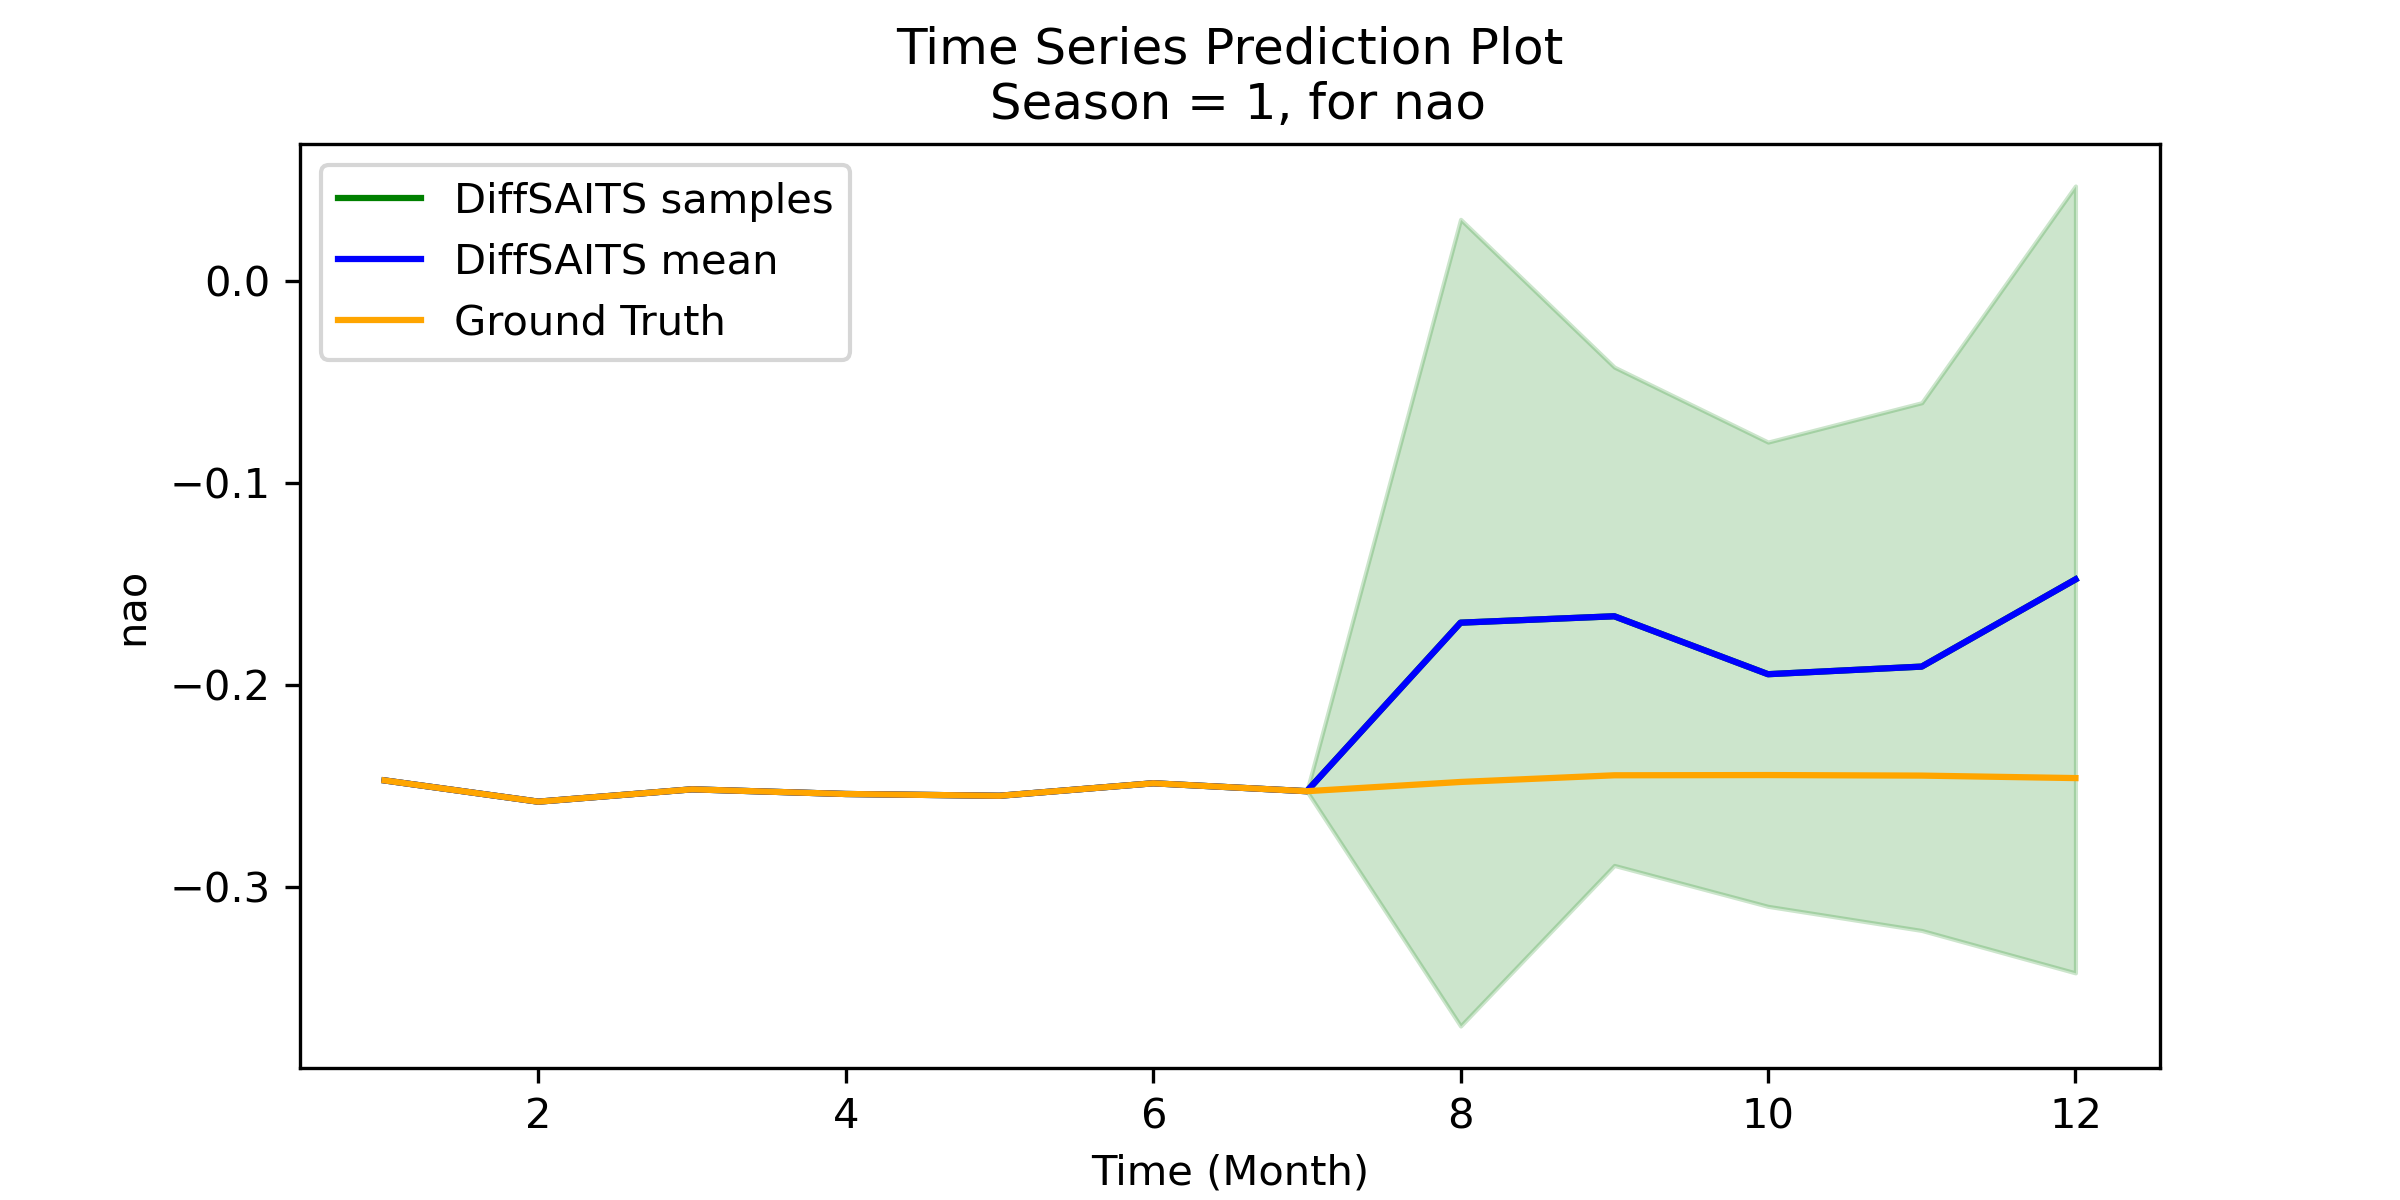 Time Series Prediction Plot
Season = 1, for nao
DiffSAITS samples
DiffSAITS mean
Ground Truth
0.0
−0.1
−0.2
−0.3
nao
2 4 6 8 10 12
Time (Month)